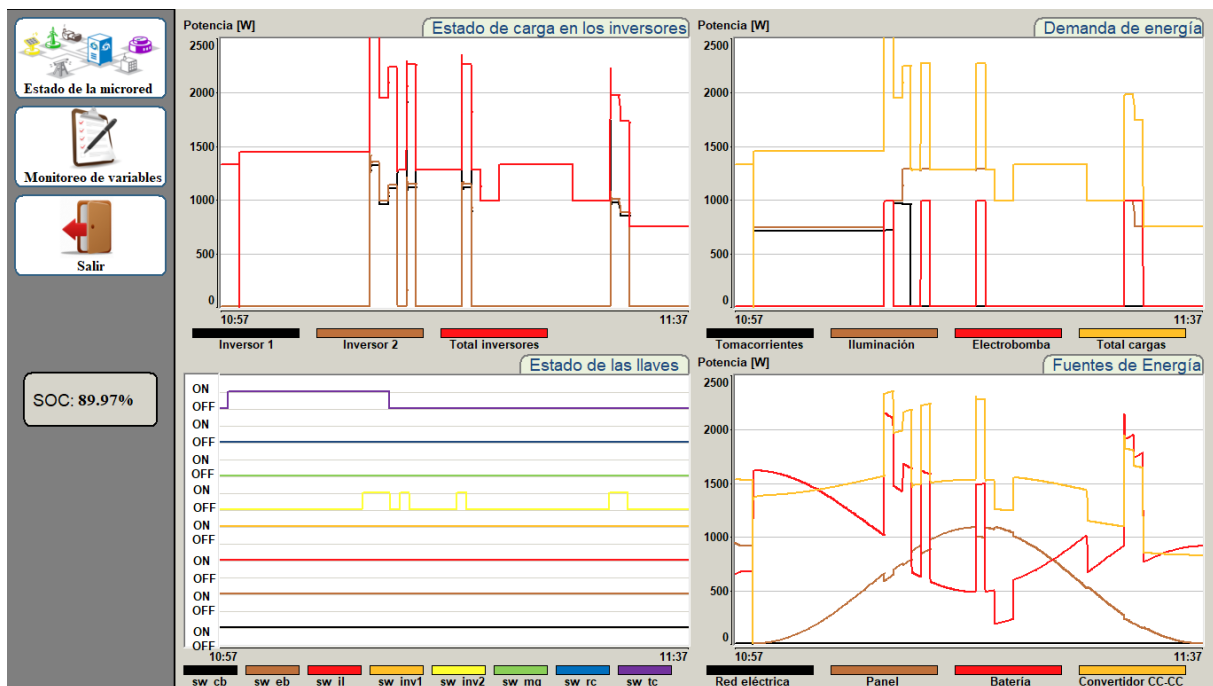 Estado de la microred
Monitoreo de variables
Salir
SOC: 89.97%
Potencia [W]
Estado de carga en los inversores
2500
2000
1500
1000
500
0
10:57
11:37
Inversor 1
Inversor 2
Total inversores
Potencia [W]
Demanda de energía
2500
2000
1500
1000
500
0
10:57
11:37
Tomacorrientes
Iluminación
Electrobomba
Total cargas
Estado de las llaves
ON
OFF
ON
OFF
ON
OFF
ON
OFF
ON
OFF
ON
OFF
ON
OFF
ON
OFF
10:57
11:37
sw_cb
sw_eb
sw_il
sw_inv1
sw_inv2
sw_mg
sw_rc
sw_tc
Potencia [W]
Fuentes de Energía
2500
2000
1500
1000
500
0
10:57
11:37
Red eléctrica
Panel
Batería
Convertidor CC-CC